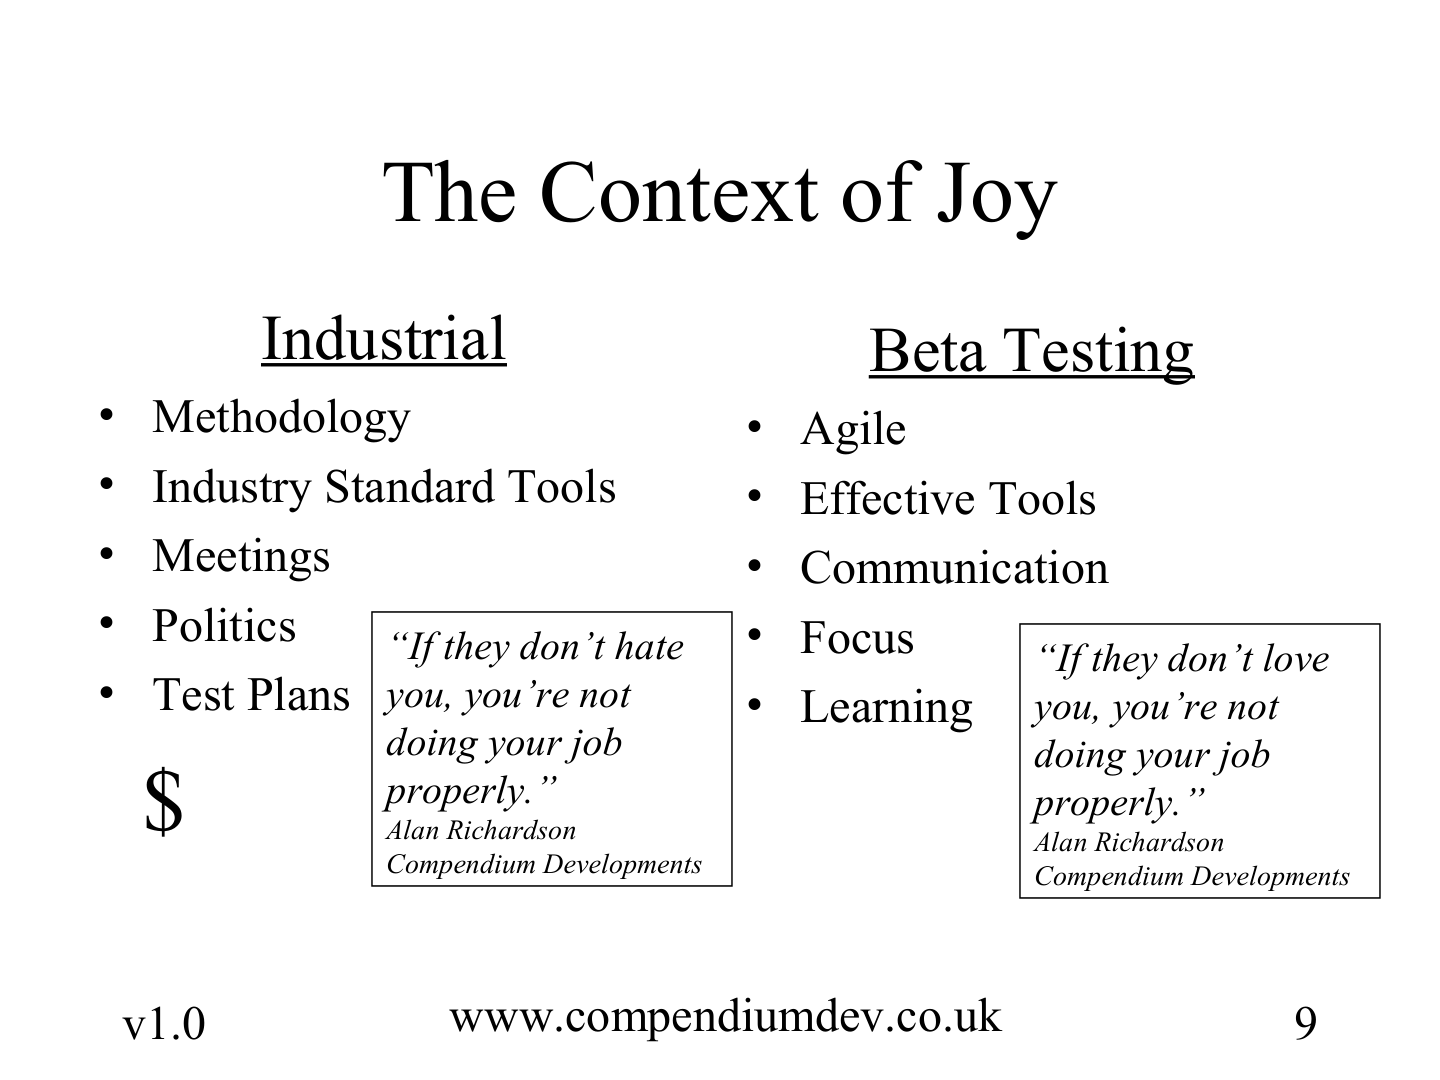 The Context of Joy
Industrial
• Methodology
• Industry Standard Tools
• Meetings
• Politics
• Test Plans
$
“If they don’t hate
you, you’re not
doing your job
properly.”
Alan Richardson
Compendium Developments
Beta Testing
• Agile
• Effective Tools
• Communication
• Focus
• Learning
“If they don’t love
you, you’re not
doing your job
properly.”
Alan Richardson
Compendium Developments
v1.0
www.compendiumdev.co.uk
9